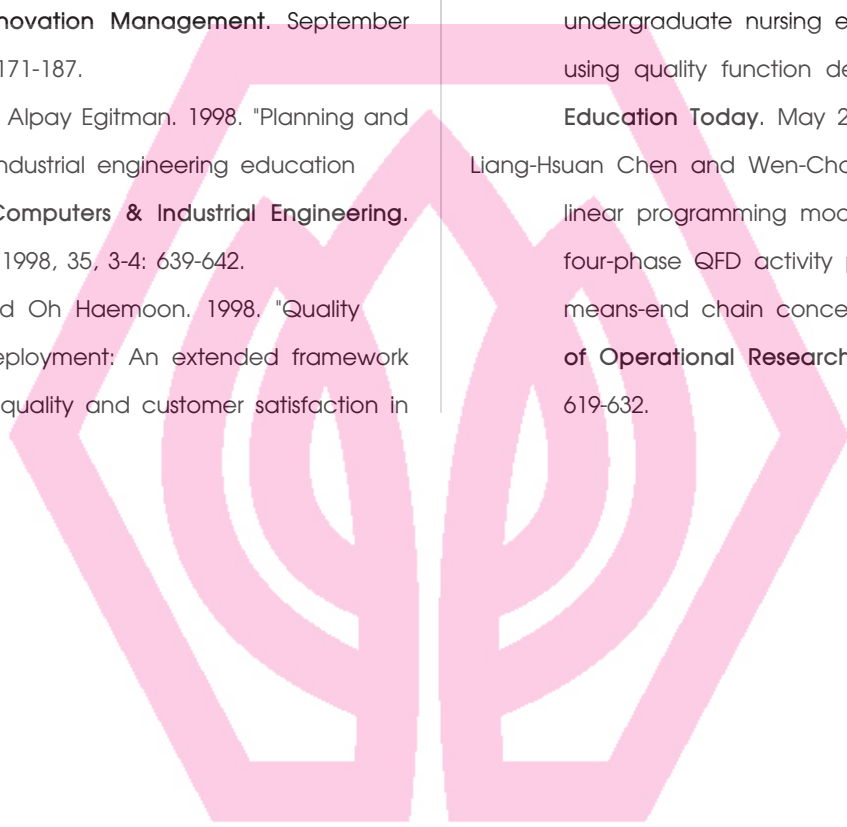 novation Management. September
171-187.
Alpay Egitman. 1998. "Planning and
ndustrial engineering education
Computers & Industrial Engineering.
1998, 35, 3-4: 639-642.
d Oh Haemoon. 1998. "Quality
eployment: An extended framework
quality and customer satisfaction in
undergraduate nursing e
using quality function de
Education Today. May 2
Liang-Hsuan Chen and Wen-Cha
linear programming mod
four-phase QFD activity
means-end chain conce
of Operational Research
619-632.